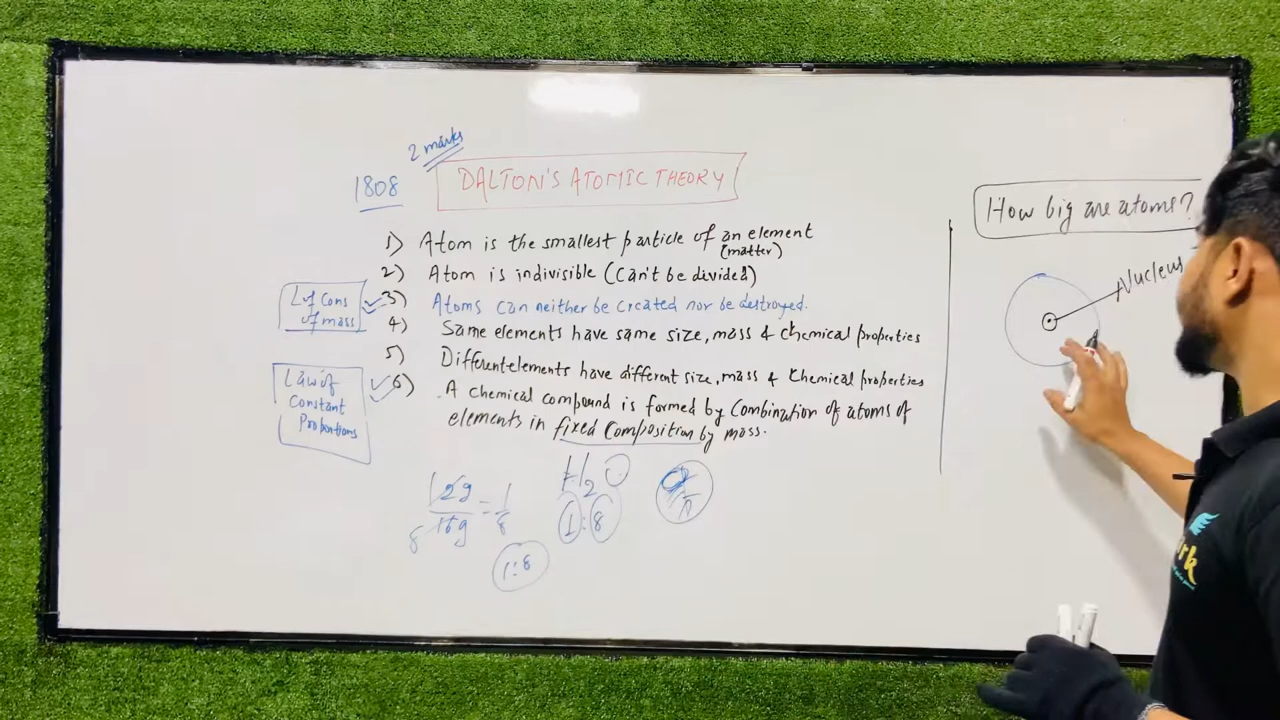 2 marks
1808
DALTON'S ATOMIC THEORY
1) Atom is the smallest particle of an element
(matter)
2) Atom is indivisible (Can't be divided)
3) Atoms can neither be created nor be destroyed.
4) Same elements have same size, mass & chemical properties
5) Different elements have different size, mass & chemical properties
6) A chemical compound is formed by combination of atoms of
elements in fixed composition by mass.
L of Cons
of mass
Law of
Constant
Proportions
2g
16g
8
= 1/8
1:8
H2O
1:8
How big are atoms?
Nucleus
rk